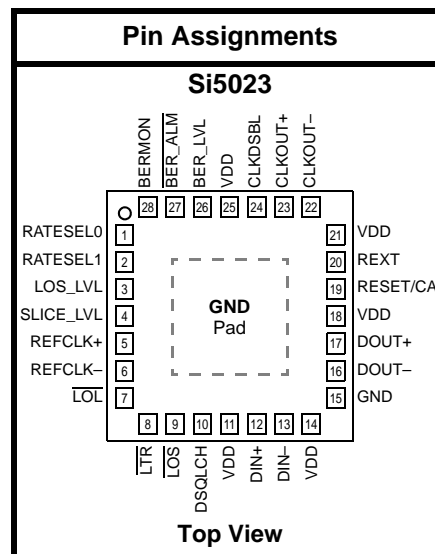 Pin Assignments
Si5023
BERMON
BER_ALM
BER_LVL
VDD
CLKDSBL
CLKOUT+
CLKOUT–
28 27 26 25 24 23 22
RATESEL0 1
RATESEL1 2
LOS_LVL 3
SLICE_LVL 4
REFCLK+ 5
REFCLK– 6
LOL 7
GND
Pad
21 VDD
20 REXT
19 RESET/CAL
18 VDD
17 DOUT+
16 DOUT–
15 GND
8 9 10 11 12 13 14
LTR
LOS
DSQLCH
VDD
DIN+
DIN–
VDD
Top View